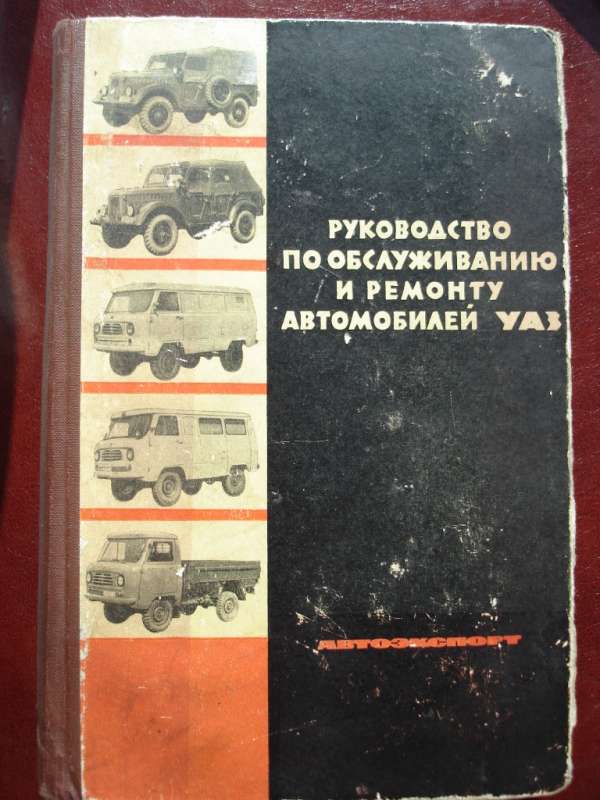 РУКОВОДСТВО
ПО ОБСЛУЖИВАНИЮ
И РЕМОНТУ
АВТОМОБИЛЕЙ УАЗ
АВТОЭКСПОРТ